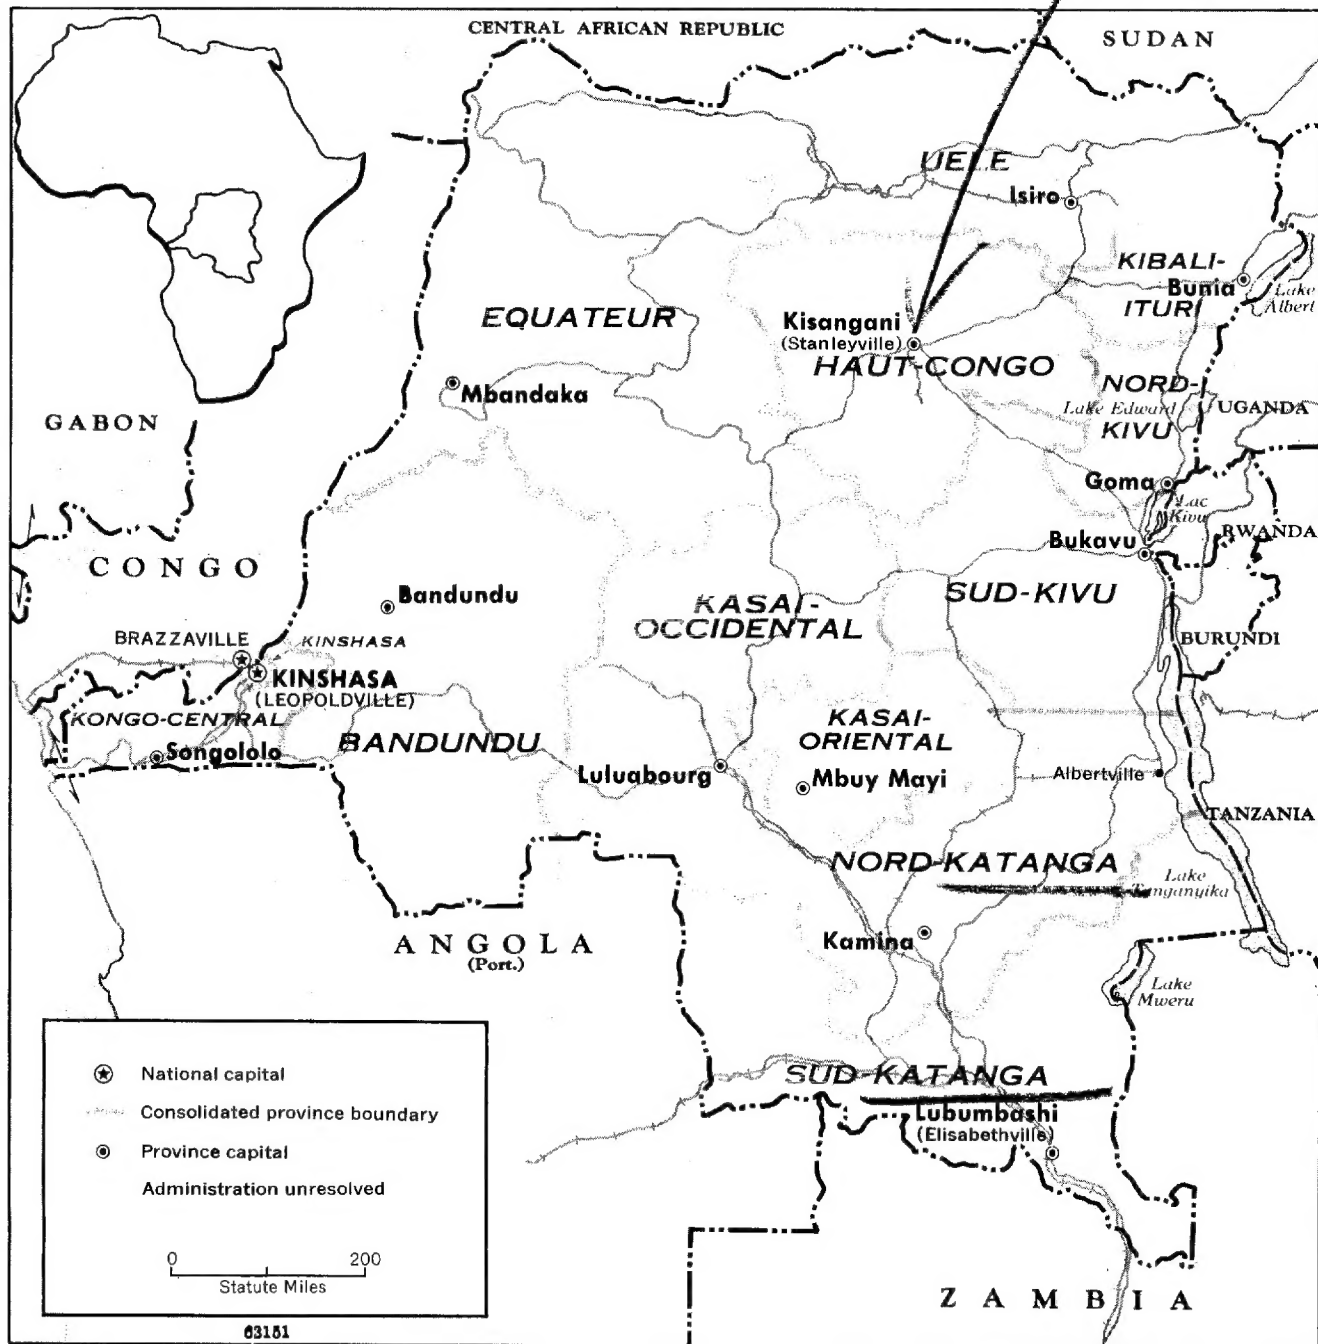 CENTRAL AFRICAN REPUBLIC
SUDAN
UELE
Isiro
KIBALI-
ITURI
Bunia
Lake
Albert
EQUATEUR
Kisangani
(Stanleyville)
HAUT-CONGO
Mbandaka
NORD-
KIVU
Lake Edward
UGANDA
GABON
Goma
Lac
Kivu
RWANDA
Bukavu
CONGO
Bandundu
KASAI-
OCCIDENTAL
SUD-KIVU
BURUNDI
BRAZZAVILLE
KINSHASA
KINSHASA
(LEOPOLDVILLE)
KONGO-CENTRAL
Songololo
BANDUNDU
KASAI-
ORIENTAL
Luluabourg
Mbuy Mayi
Albertville
TANZANIA
NORD-KATANGA
Lake
Tanganyika
Kamina
ANGOLA
(Port.)
Lake
Mweru
SUD-KATANGA
Lubumbashi
(Elisabethville)
National capital
Consolidated province boundary
Province capital
Administration unresolved
0 200
Statute Miles
ZAMBIA
63151